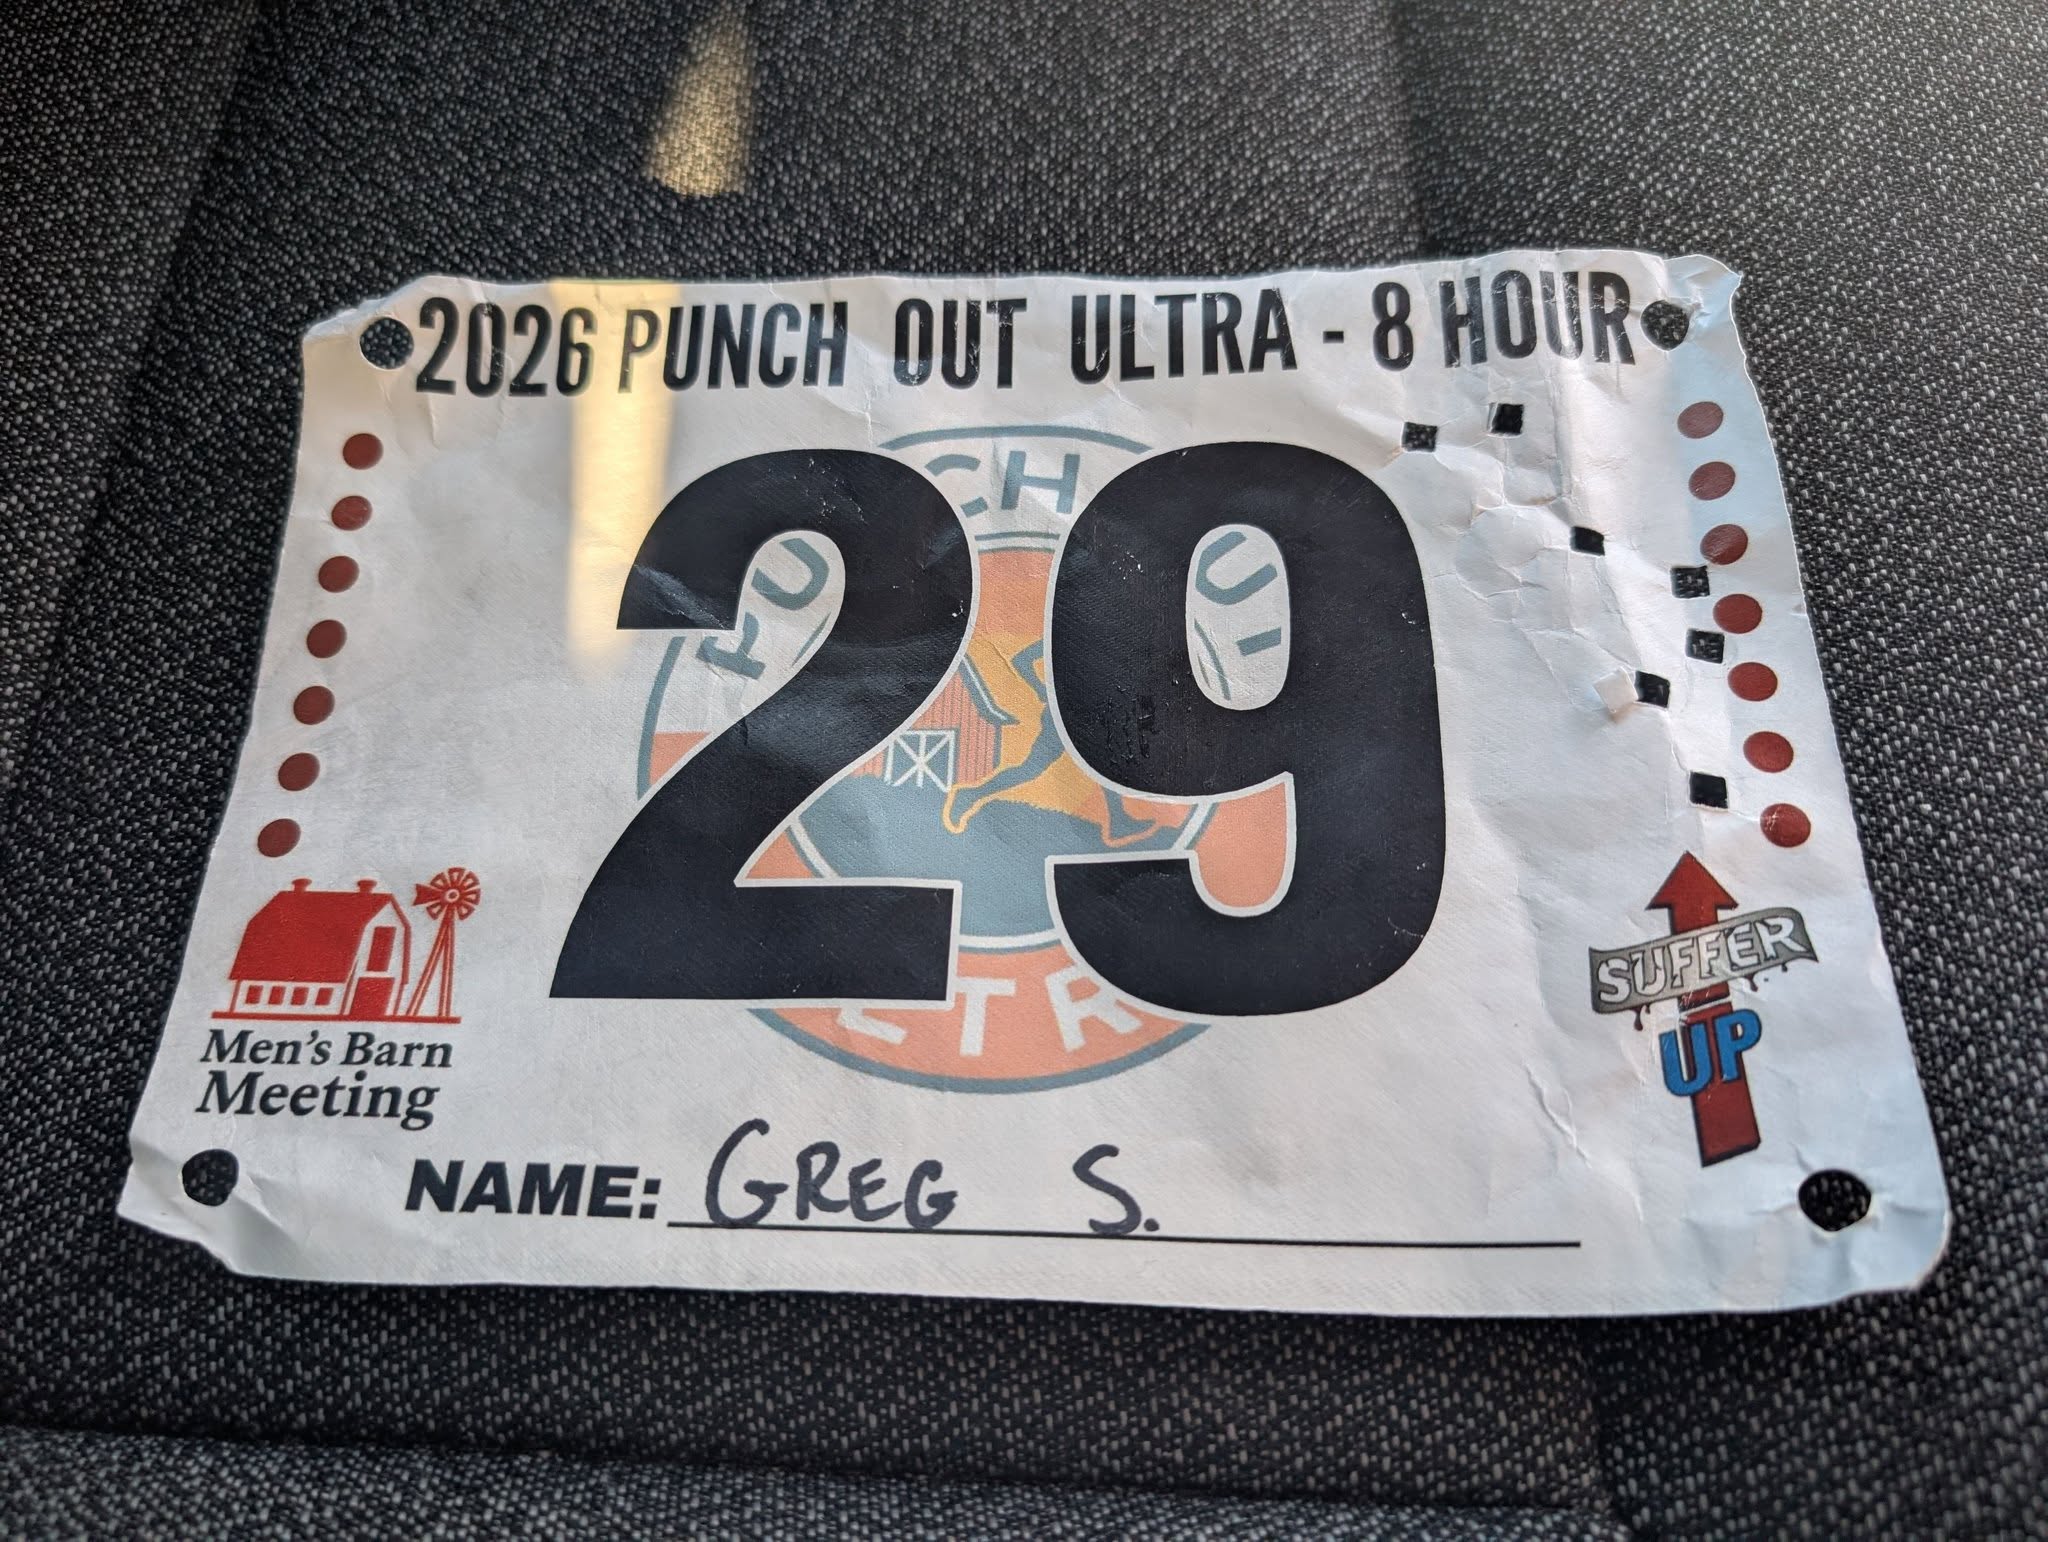 2026 PUNCH OUT ULTRA - 8 HOUR
29
Men's Barn
Meeting
SUFFER
UP
NAME: GREG S.